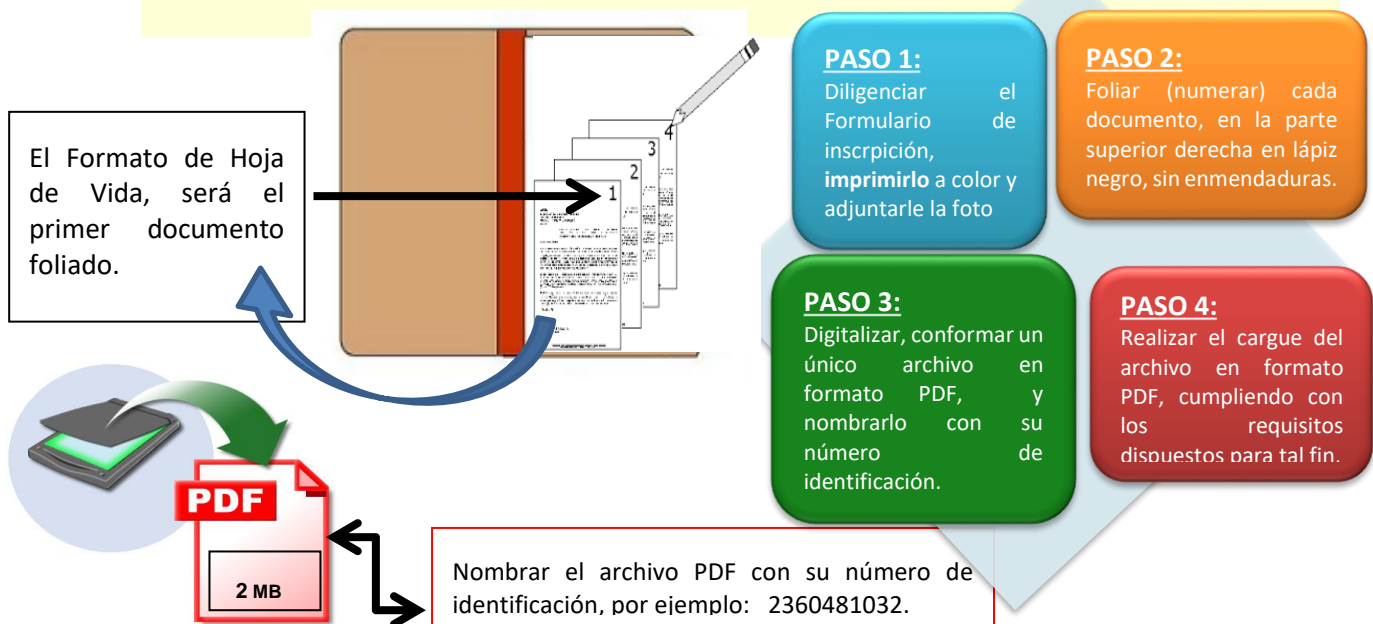 El Formato de Hoja
de Vida, será el
primer documento
foliado.
1
2
3
4
PASO 1:
Diligenciar el
Formulario de
inscrpición,
imprimirlo a color y
adjuntarle la foto
PASO 2:
Foliar (numerar) cada
documento, en la parte
superior derecha en lápiz
negro, sin enmendaduras.
PASO 3:
Digitalizar, conformar un
único archivo en
formato PDF, y
nombrarlo con su
número de
identificación.
PASO 4:
Realizar el cargue del
archivo en formato
PDF, cumpliendo con
los requisitos
dispuestos para tal fin.
PDF
2 MB
Nombrar el archivo PDF con su número de
identificación, por ejemplo: 2360481032.